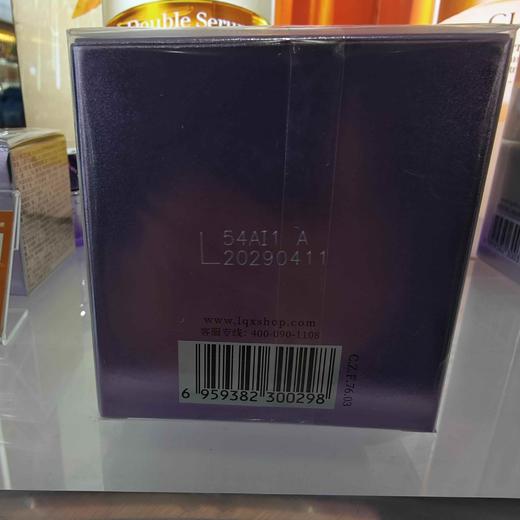 Double Serum
L 54AI1 A
20290411
www.lqxshop.com
客服专线: 400-090-1108
6 959382 300298
C.Z.F.76.03